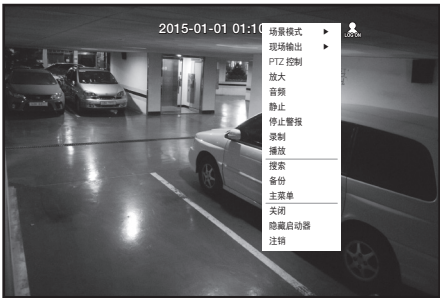 2015-01-01 01:10
LOG ON
场景模式
现场输出
PTZ 控制
放大
音频
静止
停止警报
录制
播放
搜索
备份
主菜单
关闭
隐藏启动器
注销